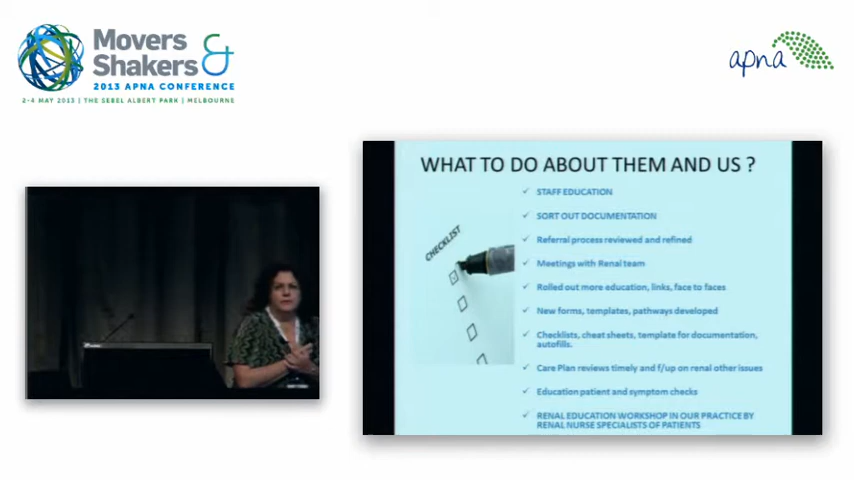 Movers
Shakers &
2013 APNA CONFERENCE
2-4 MAY 2013 | THE SEBEL ALBERT PARK | MELBOURNE
apna
WHAT TO DO ABOUT THEM AND US ?
CHECKLIST
✓ STAFF EDUCATION
✓ SORT OUT DOCUMENTATION
✓ Referral process reviewed and refined
✓ Meetings with Renal team
✓ Rolled out more education, links, face to faces
✓ New forms, templates, pathways developed
✓ Checklists, cheat sheets, template for documentation,
autofills.
✓ Care Plan reviews timely and f/up on renal other issues
✓ Education patient and symptom checks
✓ RENAL EDUCATION WORKSHOP IN OUR PRACTICE BY
RENAL NURSE SPECIALISTS OF PATIENTS